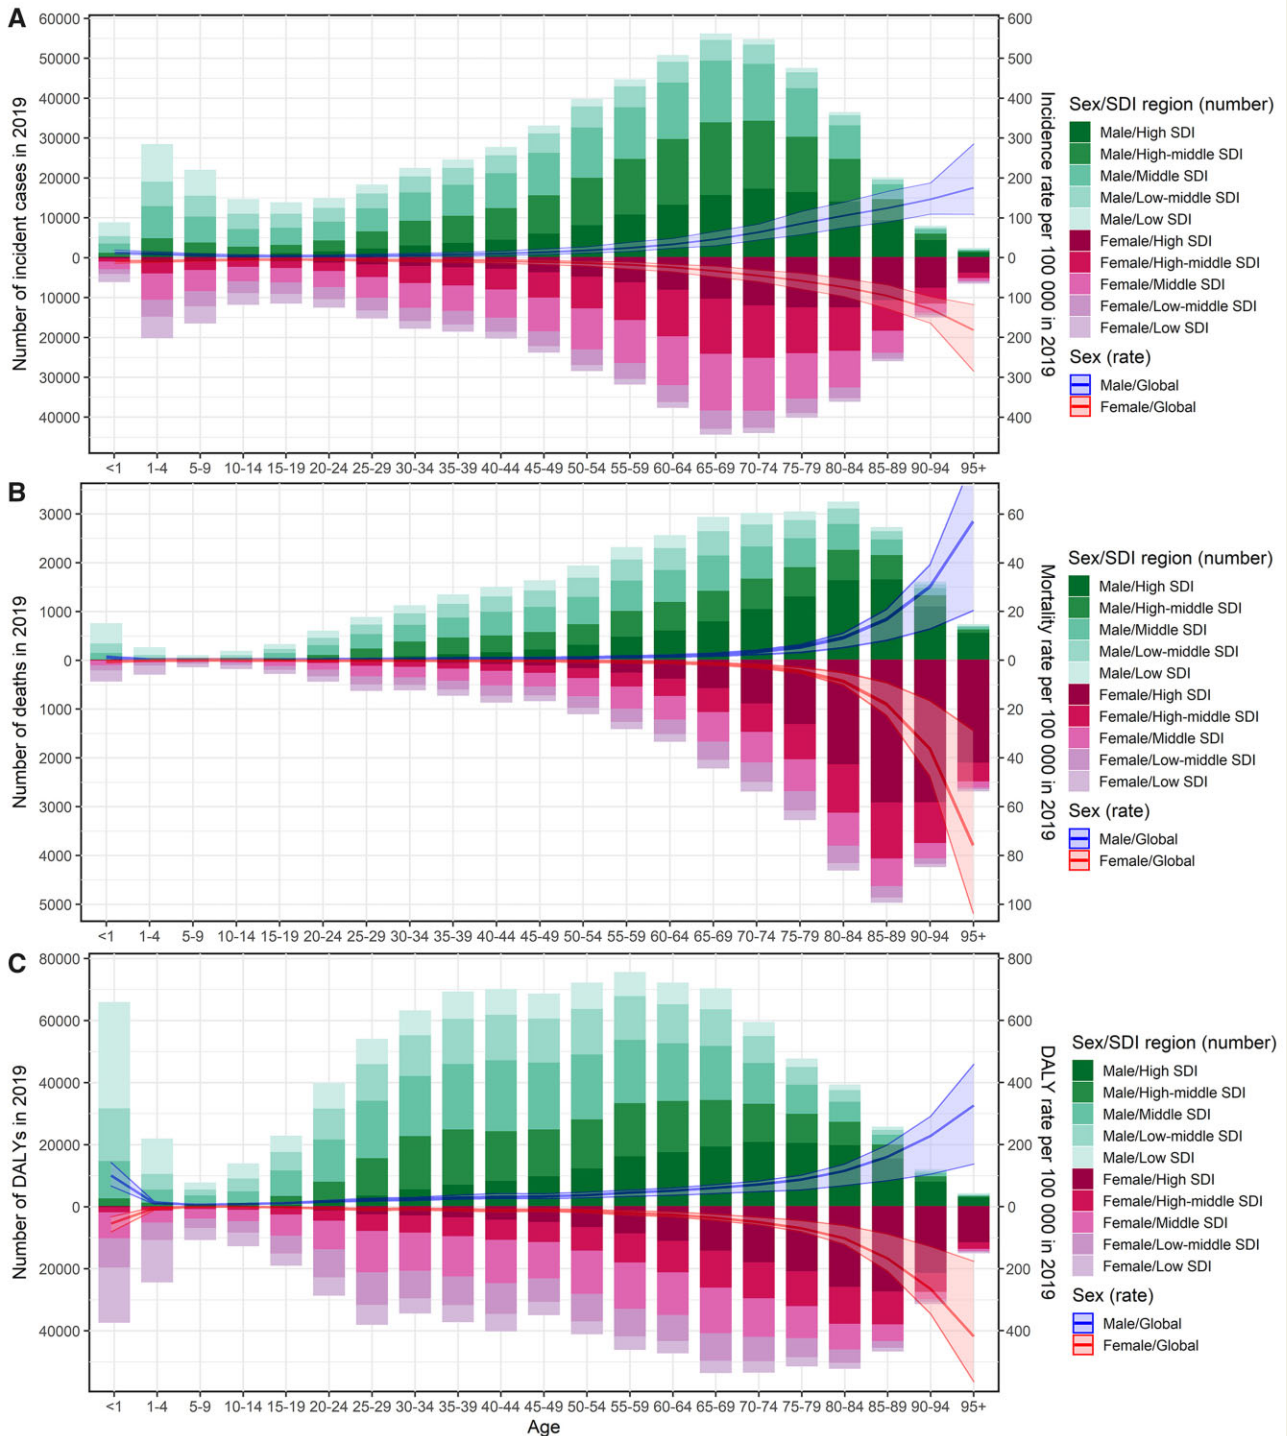 A
60000
50000
40000
30000
20000
10000
0
10000
20000
30000
40000
Number of incident cases in 2019
600
500
400
300
200
100
0
100
200
300
400
Incidence rate per 100 000 in 2019
<1 1-4 5-9 10-14 15-19 20-24 25-29 30-34 35-39 40-44 45-49 50-54 55-59 60-64 65-69 70-74 75-79 80-84 85-89 90-94 95+
Sex/SDI region (number)
Male/High SDI
Male/High-middle SDI
Male/Middle SDI
Male/Low-middle SDI
Male/Low SDI
Female/High SDI
Female/High-middle SDI
Female/Middle SDI
Female/Low-middle SDI
Female/Low SDI
Sex (rate)
Male/Global
Female/Global
B
3000
2000
1000
0
1000
2000
3000
4000
5000
Number of deaths in 2019
60
40
20
0
20
40
60
80
100
Mortality rate per 100 000 in 2019
<1 1-4 5-9 10-14 15-19 20-24 25-29 30-34 35-39 40-44 45-49 50-54 55-59 60-64 65-69 70-74 75-79 80-84 85-89 90-94 95+
Sex/SDI region (number)
Male/High SDI
Male/High-middle SDI
Male/Middle SDI
Male/Low-middle SDI
Male/Low SDI
Female/High SDI
Female/High-middle SDI
Female/Middle SDI
Female/Low-middle SDI
Female/Low SDI
Sex (rate)
Male/Global
Female/Global
C
80000
60000
40000
20000
0
20000
40000
Number of DALYs in 2019
800
600
400
200
0
200
400
DALY rate per 100 000 in 2019
<1 1-4 5-9 10-14 15-19 20-24 25-29 30-34 35-39 40-44 45-49 50-54 55-59 60-64 65-69 70-74 75-79 80-84 85-89 90-94 95+
Age
Sex/SDI region (number)
Male/High SDI
Male/High-middle SDI
Male/Middle SDI
Male/Low-middle SDI
Male/Low SDI
Female/High SDI
Female/High-middle SDI
Female/Middle SDI
Female/Low-middle SDI
Female/Low SDI
Sex (rate)
Male/Global
Female/Global